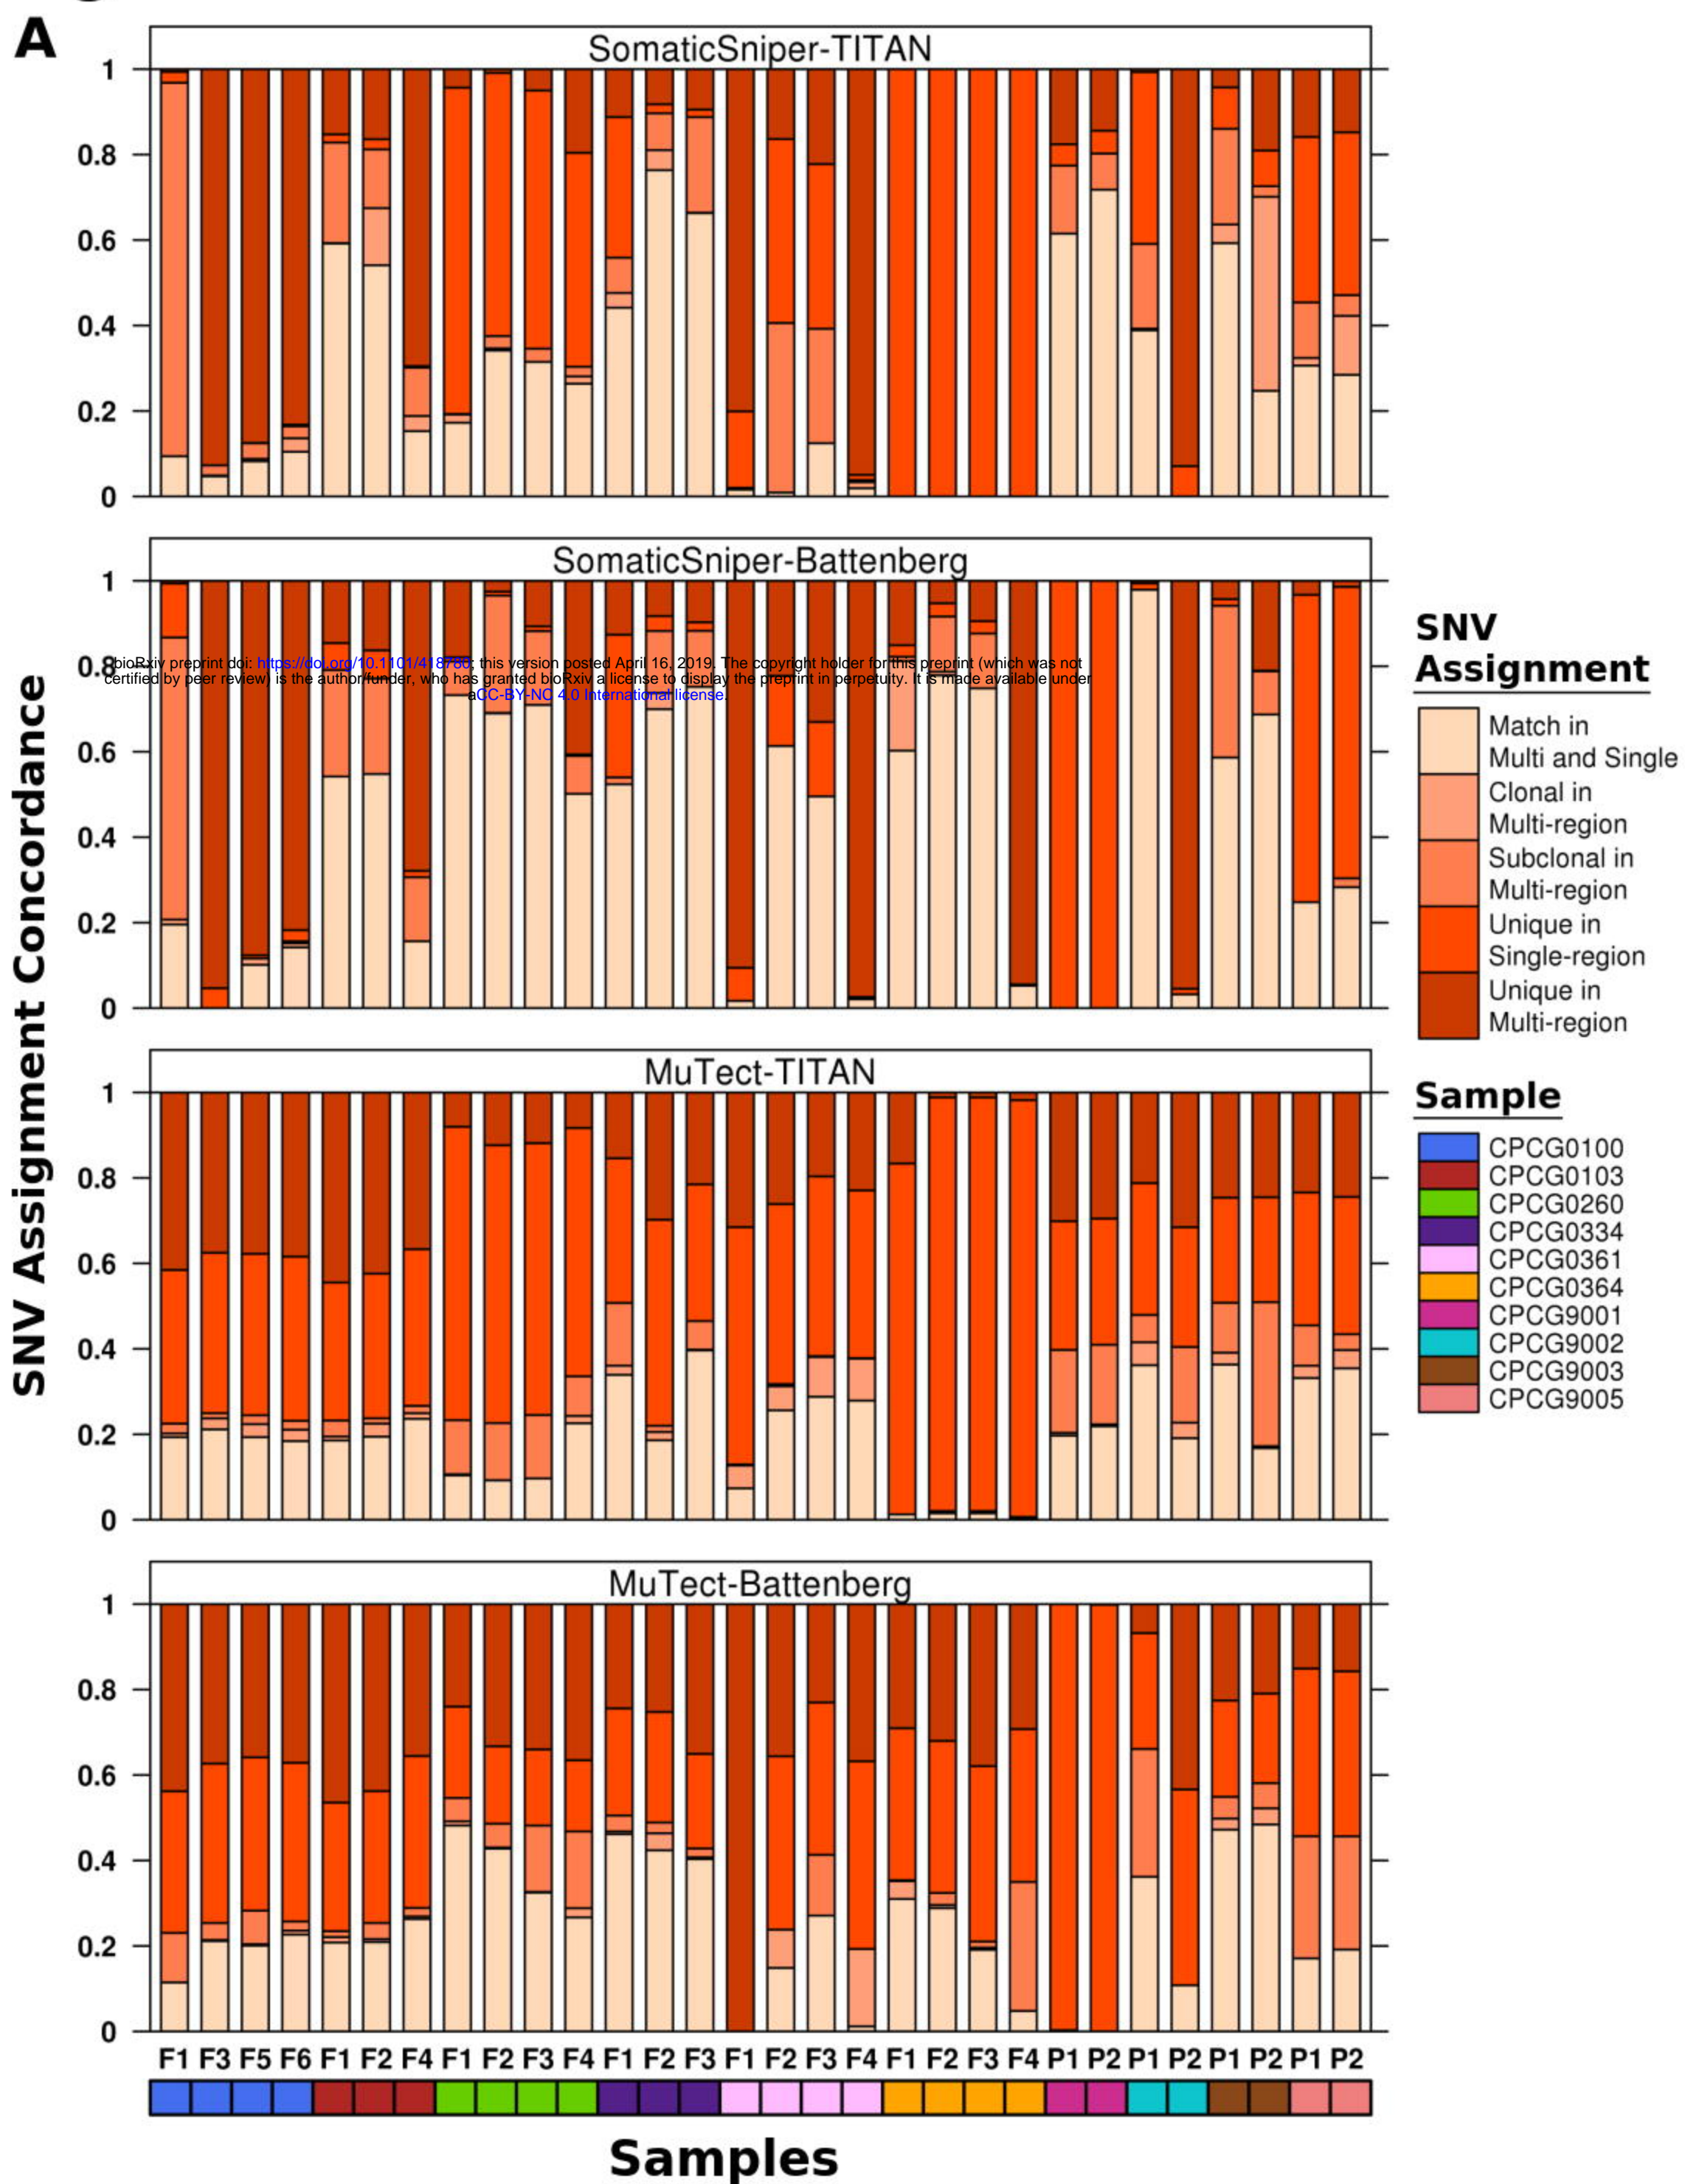 A
SomaticSniper-TITAN
1
0.8
0.6
0.4
0.2
0
SomaticSniper-Battenberg
1
0.8
0.6
0.4
0.2
0
bioRxiv preprint doi: https://doi.org/10.1101/418780; this version posted April 16, 2019. The copyright holder for this preprint (which was not
certified by peer review) is the author/funder, who has granted bioRxiv a license to display the preprint in perpetuity. It is made available under
aCC-BY-NC 4.0 International license.
MuTect-TITAN
1
0.8
0.6
0.4
0.2
0
MuTect-Battenberg
1
0.8
0.6
0.4
0.2
0
SNV Assignment Concordance
F1 F3 F5 F6 F1 F2 F4 F1 F2 F3 F4 F1 F2 F3 F1 F2 F3 F4 F1 F2 F3 F4 P1 P2 P1 P2 P1 P2 P1 P2
Samples
SNV
Assignment
Match in
Multi and Single
Clonal in
Multi-region
Subclonal in
Multi-region
Unique in
Single-region
Unique in
Multi-region
Sample
CPCG0100
CPCG0103
CPCG0260
CPCG0334
CPCG0361
CPCG0364
CPCG9001
CPCG9002
CPCG9003
CPCG9005